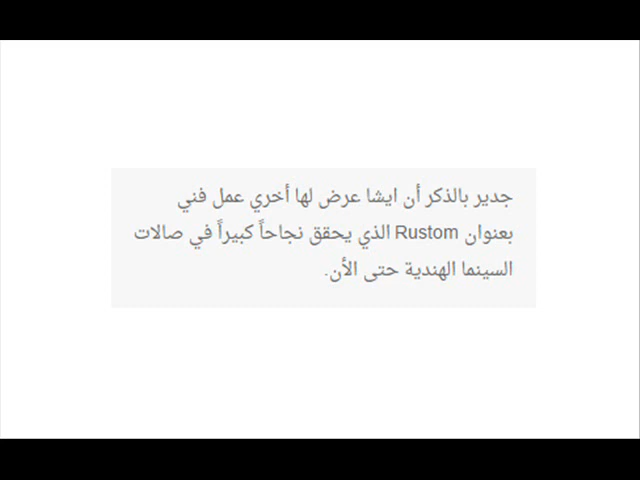 جدير بالذكر أن ايشا عرض لها أخري عمل فني
بعنوان Rustom الذي يحقق نجاحاً كبيراً في صالات
السينما الهندية حتى الأن.